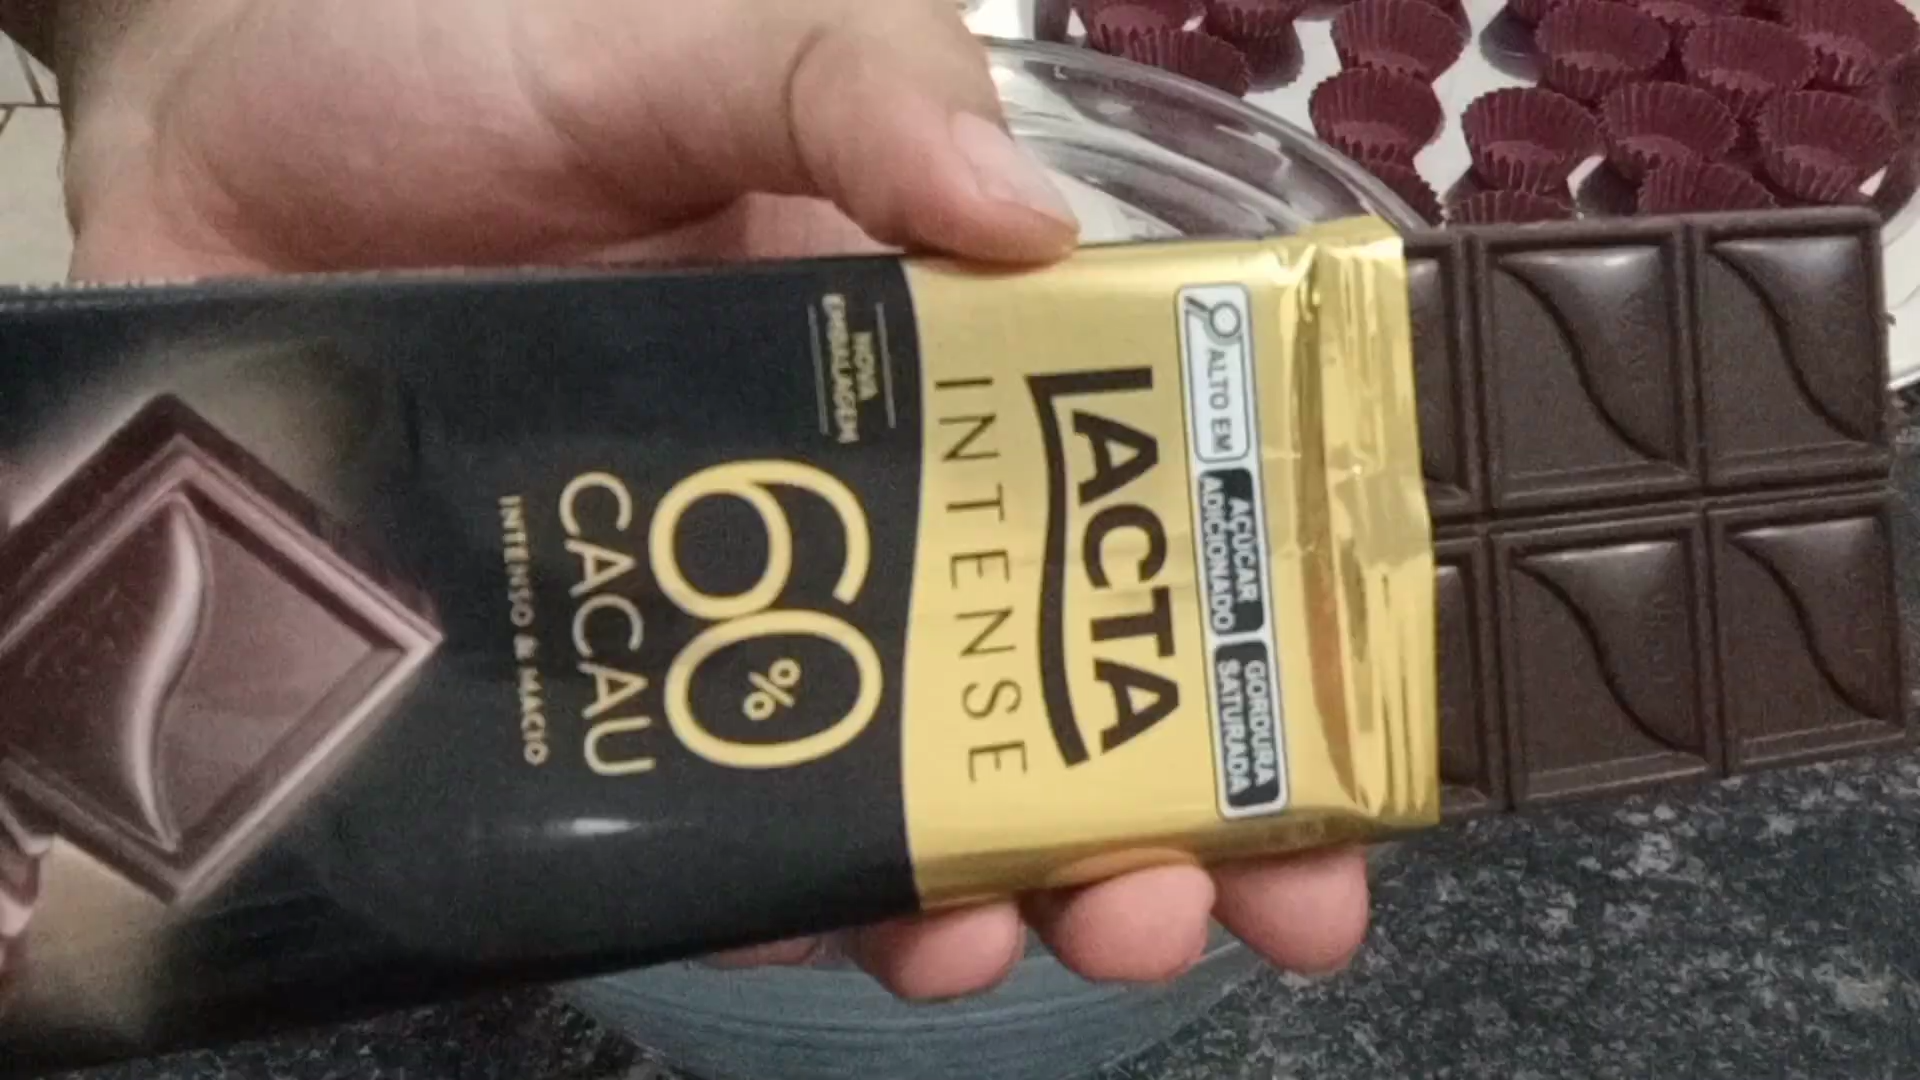 ALTO EM
AÇÚCAR
ADICIONADO
GORDURA
SATURADA
LACTA
INTENSE
NOVA
EMBALAGEM
60%
CACAU
INTENSO & MACIO